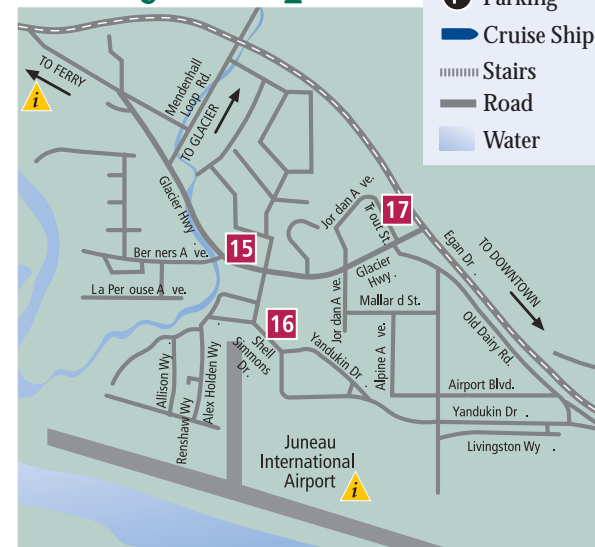 P Parking
Cruise Ship
Stairs
Road
Water
TO FERRY
i
Mendenhall
Loop Rd.
TO GLACIER
Glacier Hwy.
Ber ners A ve.
La Per ouse A ve.
15
16
17
Jor dan A ve.
Tr out St.
Glacier
Hwy .
Egan Dr .
TO DOWNTOWN
Mallar d St.
Jor dan A ve.
Old Dairy Rd.
Shell
Simmons
Dr.
Yandukin Dr .
Alpine A ve.
Allison Wy .
Renshaw Wy
Alex Holden Wy .
Airport Blvd.
Yandukin Dr .
Livingston Wy .
Juneau
International
Airport
i